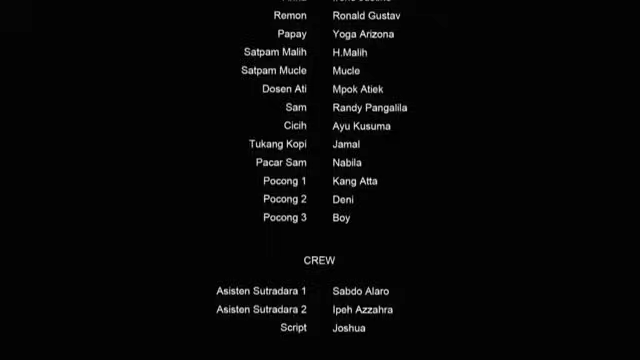 Remon Ronald Gustav
Papay Yoga Arizona
Satpam Malih H.Malih
Satpam Mucle Mucle
Dosen Ati Mpok Atiek
Sam Randy Pangalila
Cicih Ayu Kusuma
Tukang Kopi Jamal
Pacar Sam Nabila
Pocong 1 Kang Atta
Pocong 2 Deni
Pocong 3 Boy
CREW
Asisten Sutradara 1 Sabdo Alaro
Asisten Sutradara 2 Ipeh Azzahra
Script Joshua